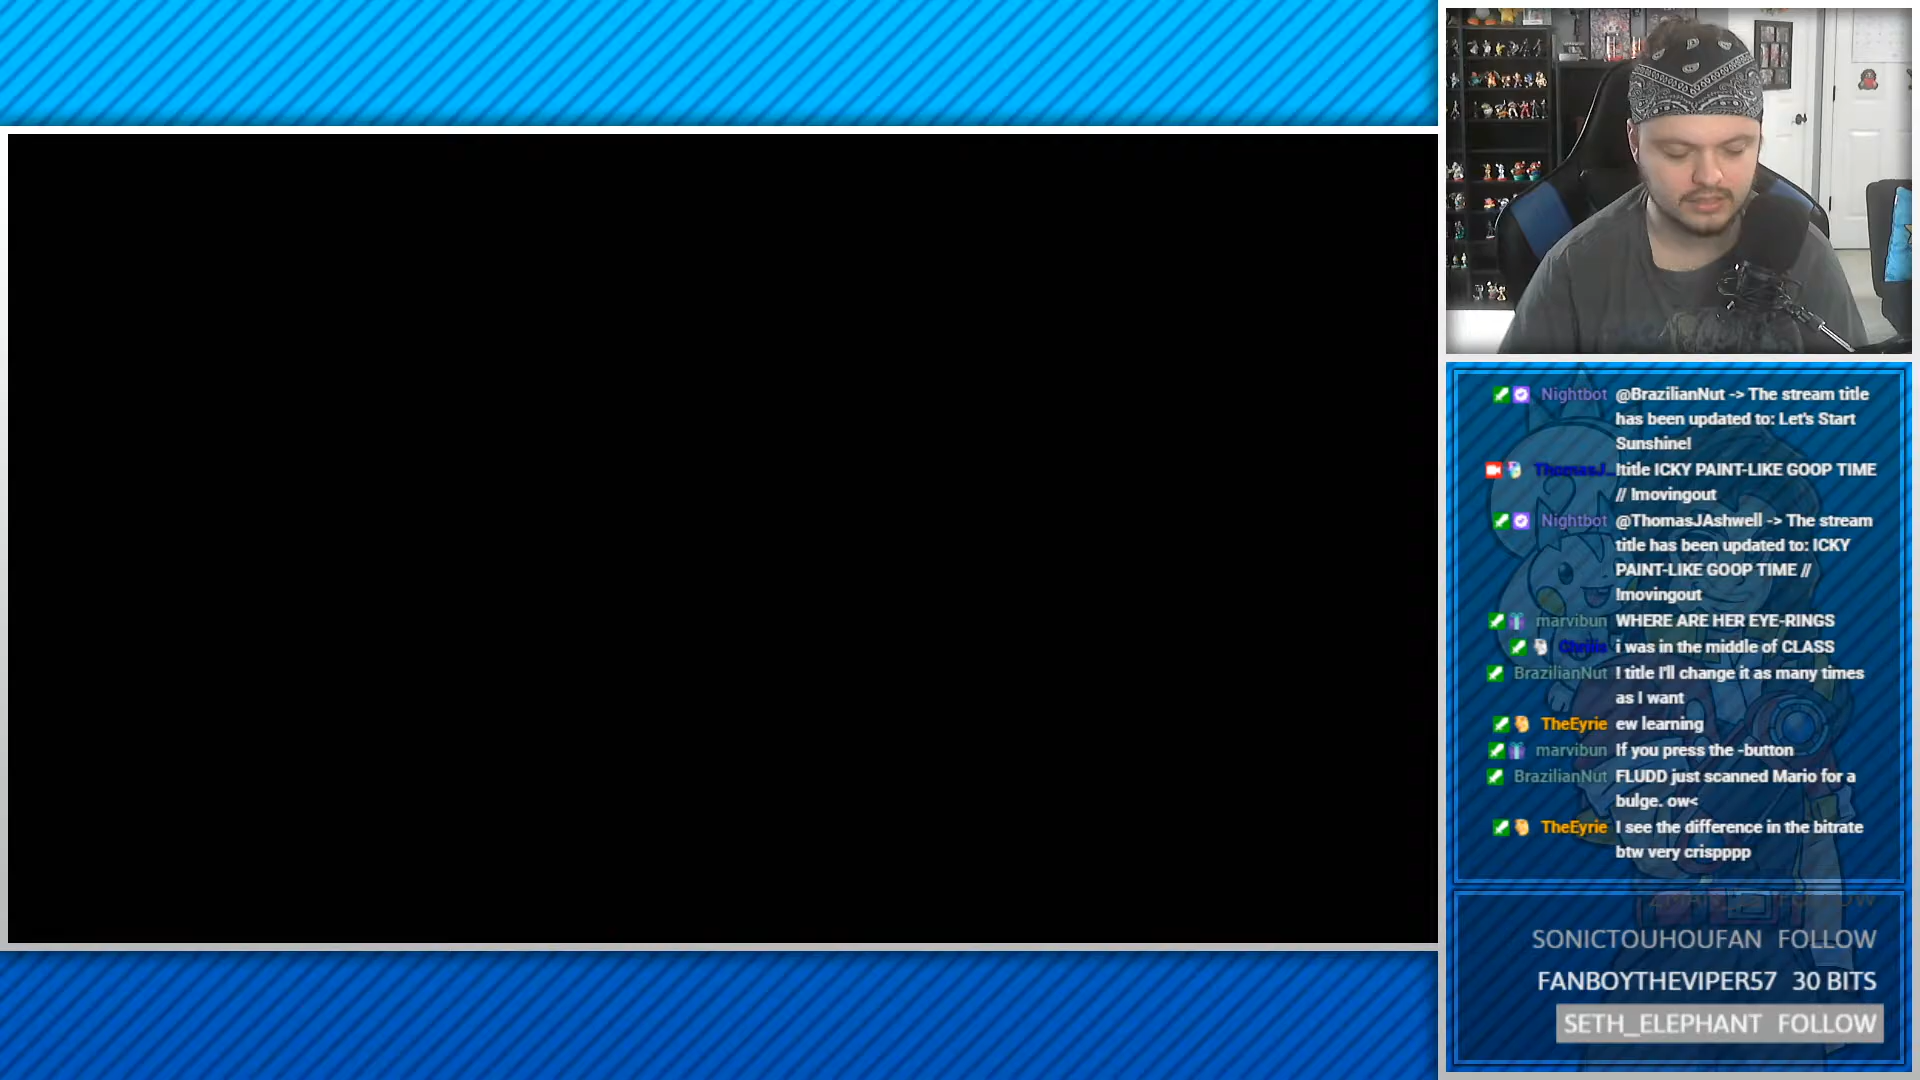 Nightbot @BrazilianNut -> The stream title
has been updated to: Let's Start
Sunshine!
ThomasJ... !title ICKY PAINT-LIKE GOOP TIME
// !movingout
Nightbot @ThomasJAshwell -> The stream
title has been updated to: ICKY
PAINT-LIKE GOOP TIME //
!movingout
marvibun WHERE ARE HER EYE-RINGS
i was in the middle of CLASS
BrazilianNut ! title I'll change it as many times
as I want
TheEyrie ew learning
marvibun If you press the -button
BrazilianNut FLUDD just scanned Mario for a
bulge. ow<
TheEyrie I see the difference in the bitrate
btw very crispppp
FOLLOW
SONICTOUHOUFAN FOLLOW
FANBOYTHEVIPER57 30 BITS
SETH_ELEPHANT FOLLOW